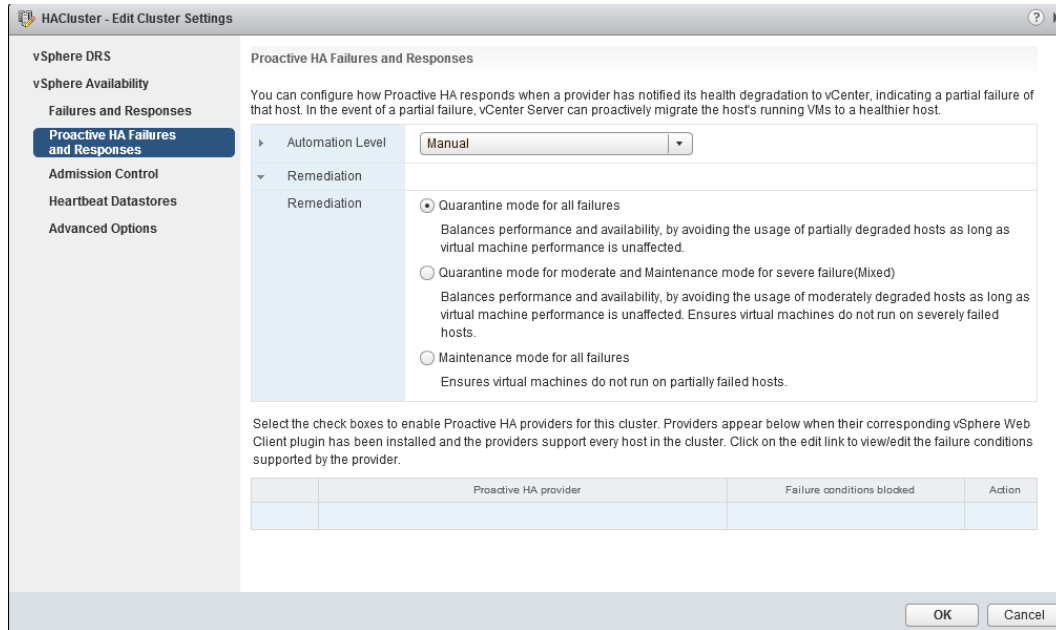 HACluster - Edit Cluster Settings
?
vSphere DRS
vSphere Availability
Failures and Responses
Proactive HA Failures
and Responses
Admission Control
Heartbeat Datastores
Advanced Options
Proactive HA Failures and Responses
You can configure how Proactive HA responds when a provider has notified its health degradation to vCenter, indicating a partial failure of
that host. In the event of a partial failure, vCenter Server can proactively migrate the host's running VMs to a healthier host.
Automation Level
Manual
Remediation
Remediation
Quarantine mode for all failures
Balances performance and availability, by avoiding the usage of partially degraded hosts as long as
virtual machine performance is unaffected.
Quarantine mode for moderate and Maintenance mode for severe failure(Mixed)
Balances performance and availability, by avoiding the usage of moderately degraded hosts as long as
virtual machine performance is unaffected. Ensures virtual machines do not run on severely failed
hosts.
Maintenance mode for all failures
Ensures virtual machines do not run on partially failed hosts.
Select the check boxes to enable Proactive HA providers for this cluster. Providers appear below when their corresponding vSphere Web
Client plugin has been installed and the providers support every host in the cluster. Click on the edit link to view/edit the failure conditions
supported by the provider.
Proactive HA provider
Failure conditions blocked
Action
OK
Cancel